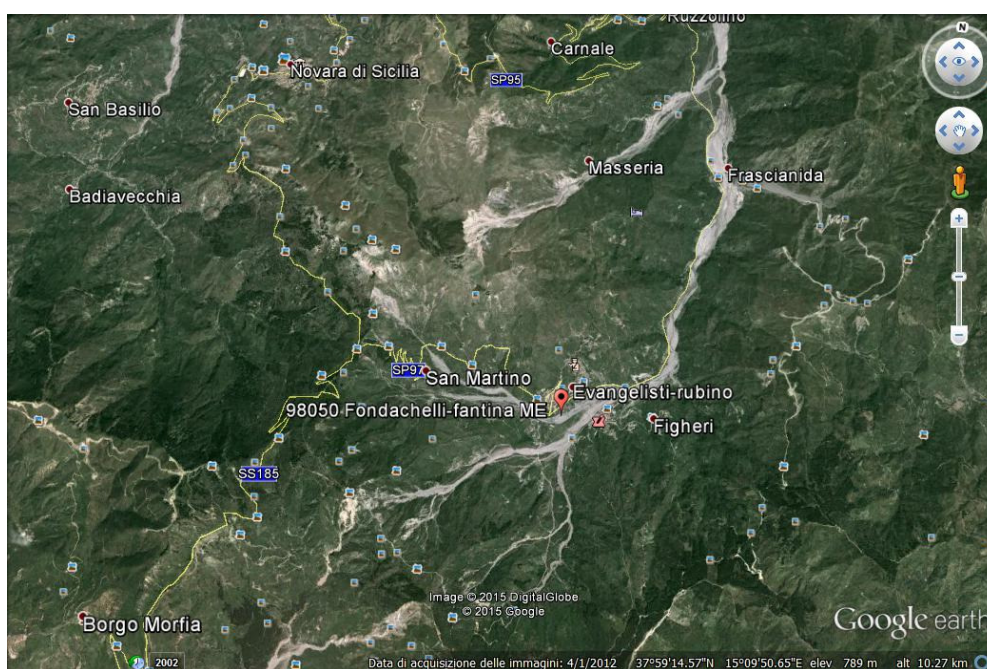 Ruzzolino
Carnale
N
Novara di Sicilia
SP95
San Basilio
Masseria
Frascianida
Badiavecchia
SP97
San Martino
Evangelisti-rubino
98050 Fondachelli-fantina ME
Figheri
SS185
Image © 2015 DigitalGlobe
© 2015 Google
Google earth
Borgo Morfia
2002
Data di acquisizione delle immagini: 4/1/2012 37°59'14.57"N 15°09'50.65"E elev 789 m alt 10.27 km